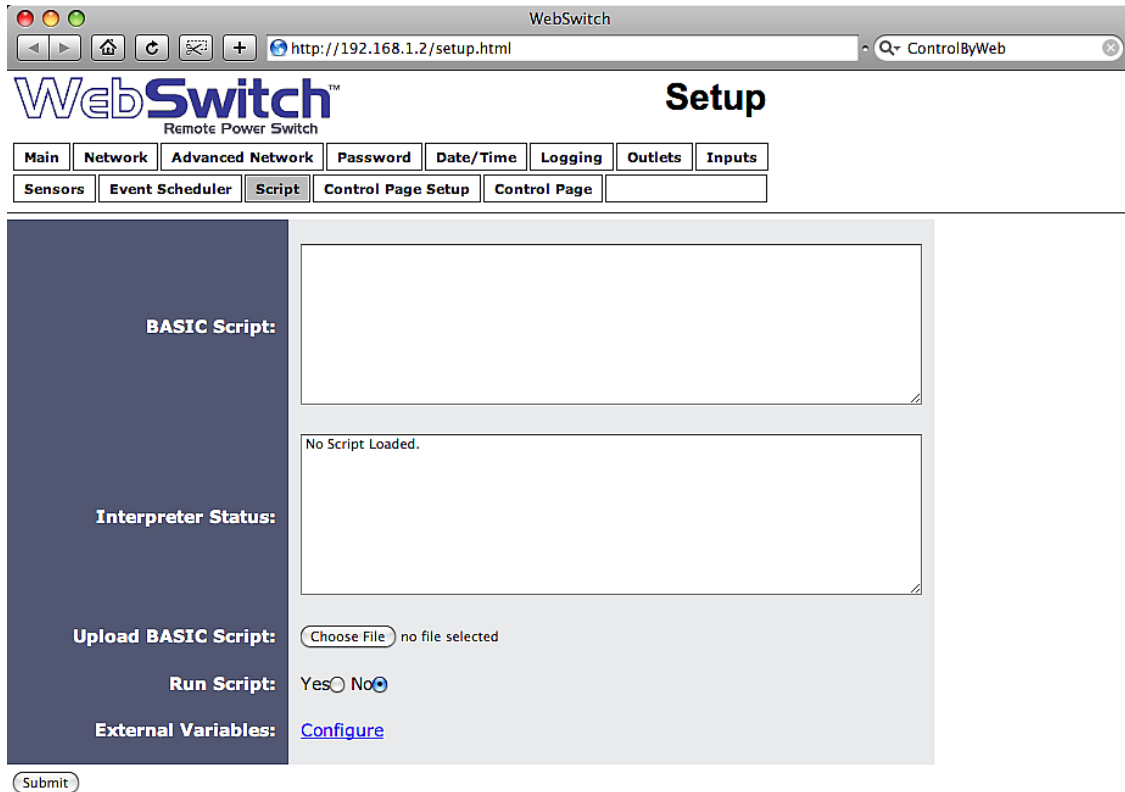 WebSwitch
http://192.168.1.2/setup.html
ControlByWeb
WebSwitch™
Remote Power Switch
Setup
Main Network Advanced Network Password Date/Time Logging Outlets Inputs
Sensors Event Scheduler Script Control Page Setup Control Page
BASIC Script:
No Script Loaded.
Interpreter Status:
Upload BASIC Script: Choose File no file selected
Run Script: Yes No
External Variables: Configure
Submit